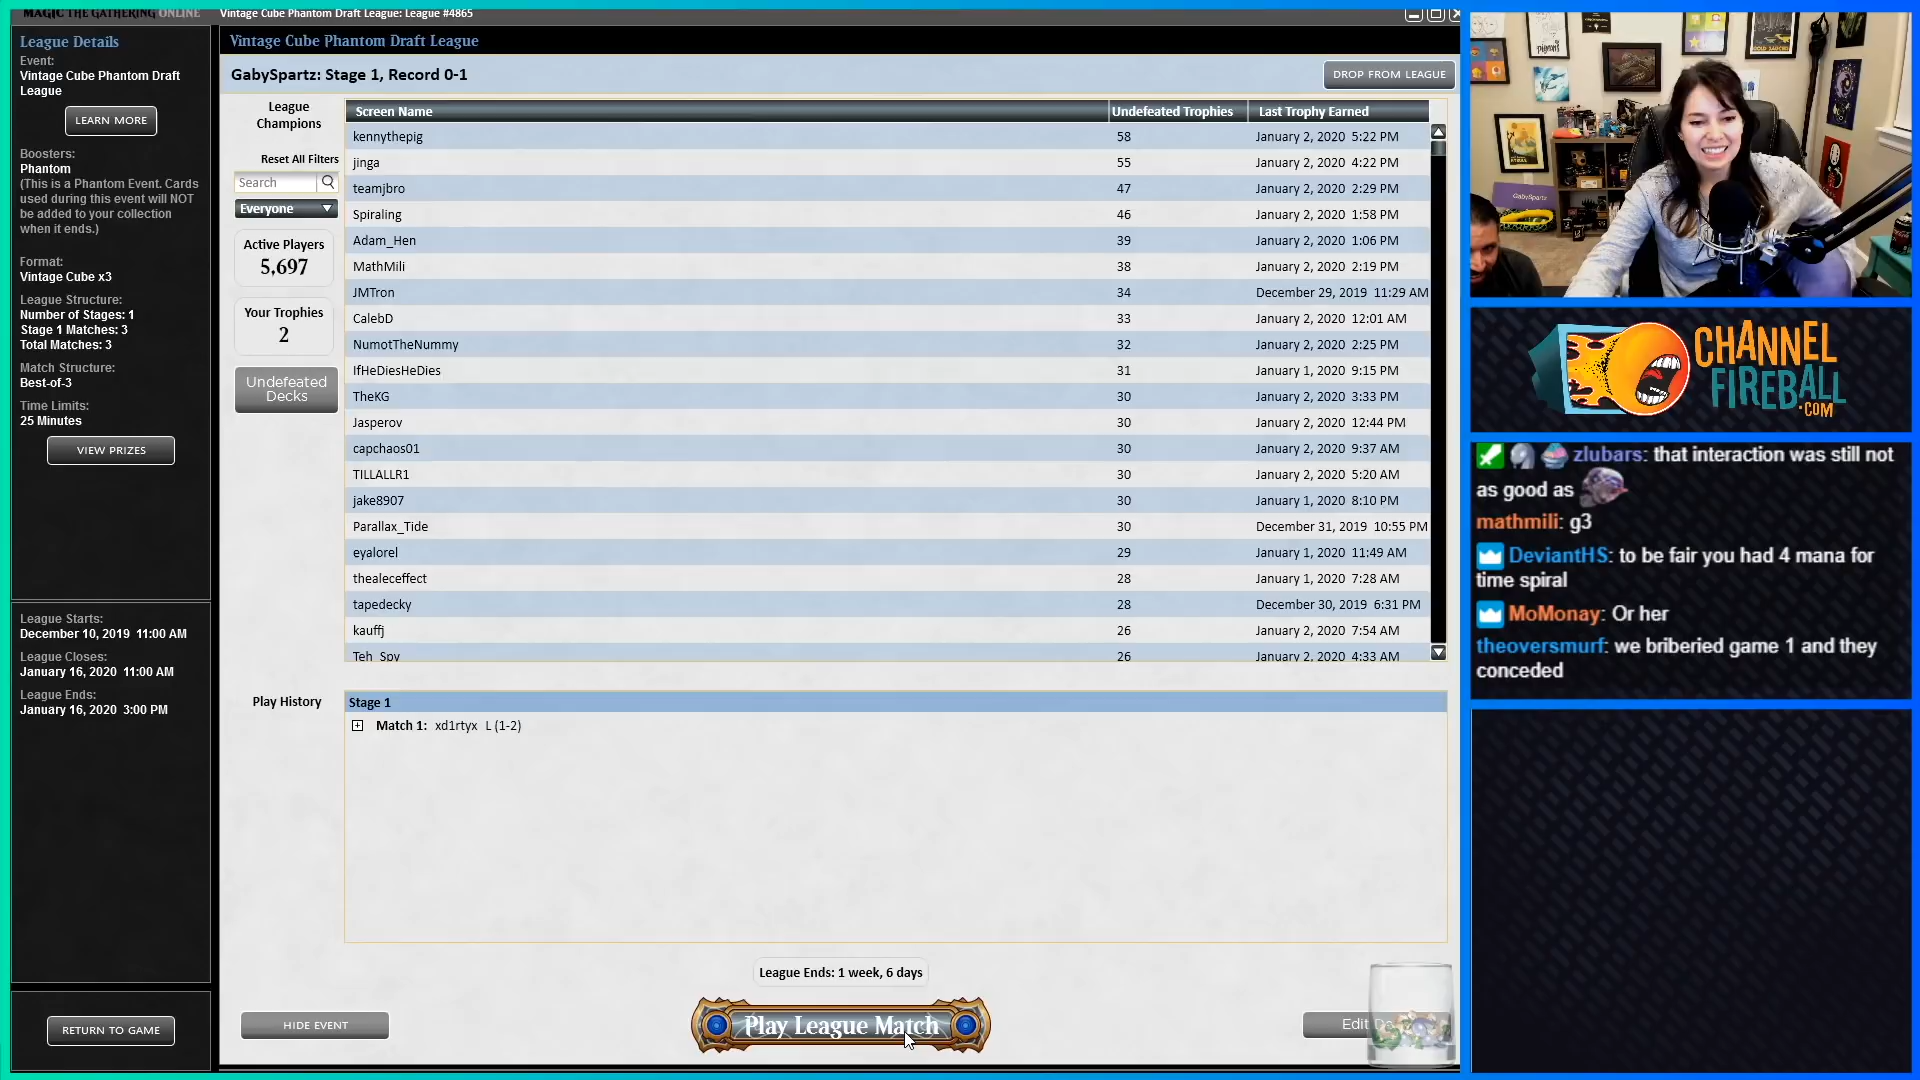 MAGIC THE GATHERING ONLINE
Vintage Cube Phantom Draft League: League #4865
League Details
Event:
Vintage Cube Phantom Draft
League
LEARN MORE
Boosters:
Phantom
(This is a Phantom Event. Cards
used during this event will NOT
be added to your collection
when it ends.)
Format:
Vintage Cube x3
League Structure:
Number of Stages: 1
Stage 1 Matches: 3
Total Matches: 3
Match Structure:
Best-of-3
Time Limits:
25 Minutes
VIEW PRIZES
League Starts:
December 10, 2019 11:00 AM
League Closes:
January 16, 2020 11:00 AM
League Ends:
January 16, 2020 3:00 PM
RETURN TO GAME
Vintage Cube Phantom Draft League
GabySpartz: Stage 1, Record 0-1
DROP FROM LEAGUE
League
Champions
Reset All Filters
Search
Everyone
Active Players
5,697
Your Trophies
2
Undefeated
Decks
Screen Name Undefeated Trophies Last Trophy Earned
kennythepig 58 January 2, 2020 5:22 PM
jinga 55 January 2, 2020 4:22 PM
teamjbro 47 January 2, 2020 2:29 PM
Spiraling 46 January 2, 2020 1:58 PM
Adam_Hen 39 January 2, 2020 1:06 PM
MathMili 38 January 2, 2020 2:19 PM
JMTron 34 December 29, 2019 11:29 AM
CalebD 33 January 2, 2020 12:01 AM
NumotTheNummy 32 January 2, 2020 2:25 PM
IfHeDiesHeDies 31 January 1, 2020 9:15 PM
TheKG 30 January 2, 2020 3:33 PM
Jasperov 30 January 2, 2020 12:44 PM
capchaos01 30 January 2, 2020 9:37 AM
TILLALLR1 30 January 2, 2020 5:20 AM
jake8907 30 January 1, 2020 8:10 PM
Parallax_Tide 30 December 31, 2019 10:55 PM
eyalorel 29 January 1, 2020 11:49 AM
thealeceffect 28 January 1, 2020 7:28 AM
tapedecky 28 December 30, 2019 6:31 PM
kauffj 26 January 2, 2020 7:54 AM
Teh_Spy 26 January 2, 2020 4:33 AM
Play History
Stage 1
Match 1: xd1rtyx L (1-2)
League Ends: 1 week, 6 days
HIDE EVENT
Play League Match
Edit
GabySpartz
CHANNEL
FIREBALL
.COM
zlubars: that interaction was still not
as good as
mathmili: g3
DeviantHS: to be fair you had 4 mana for
time spiral
MoMonay: Or her
theoversmurf: we briberied game 1 and they
conceded